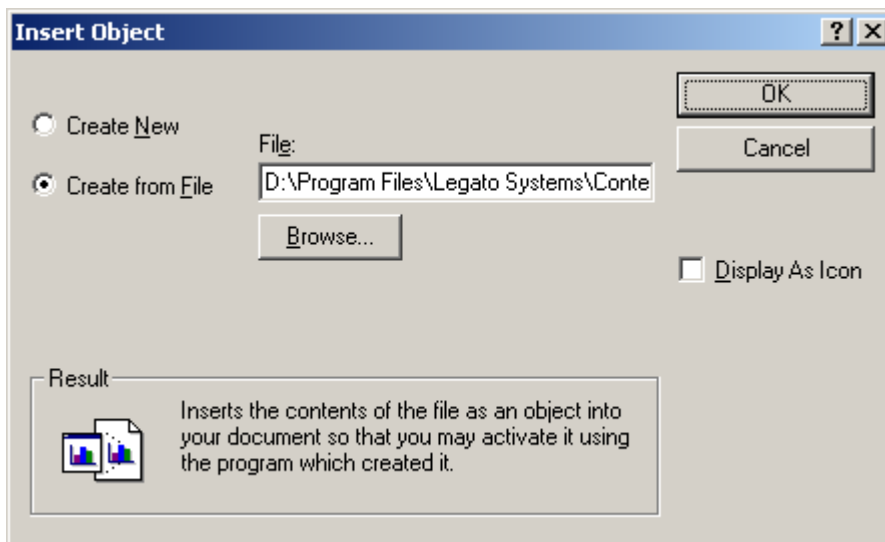 Insert Object
OK
Create New
File:
Cancel
Create from File
D:\Program Files\Legato Systems\Conte
Browse...
Display As Icon
Result
Inserts the contents of the file as an object into
your document so that you may activate it using
the program which created it.